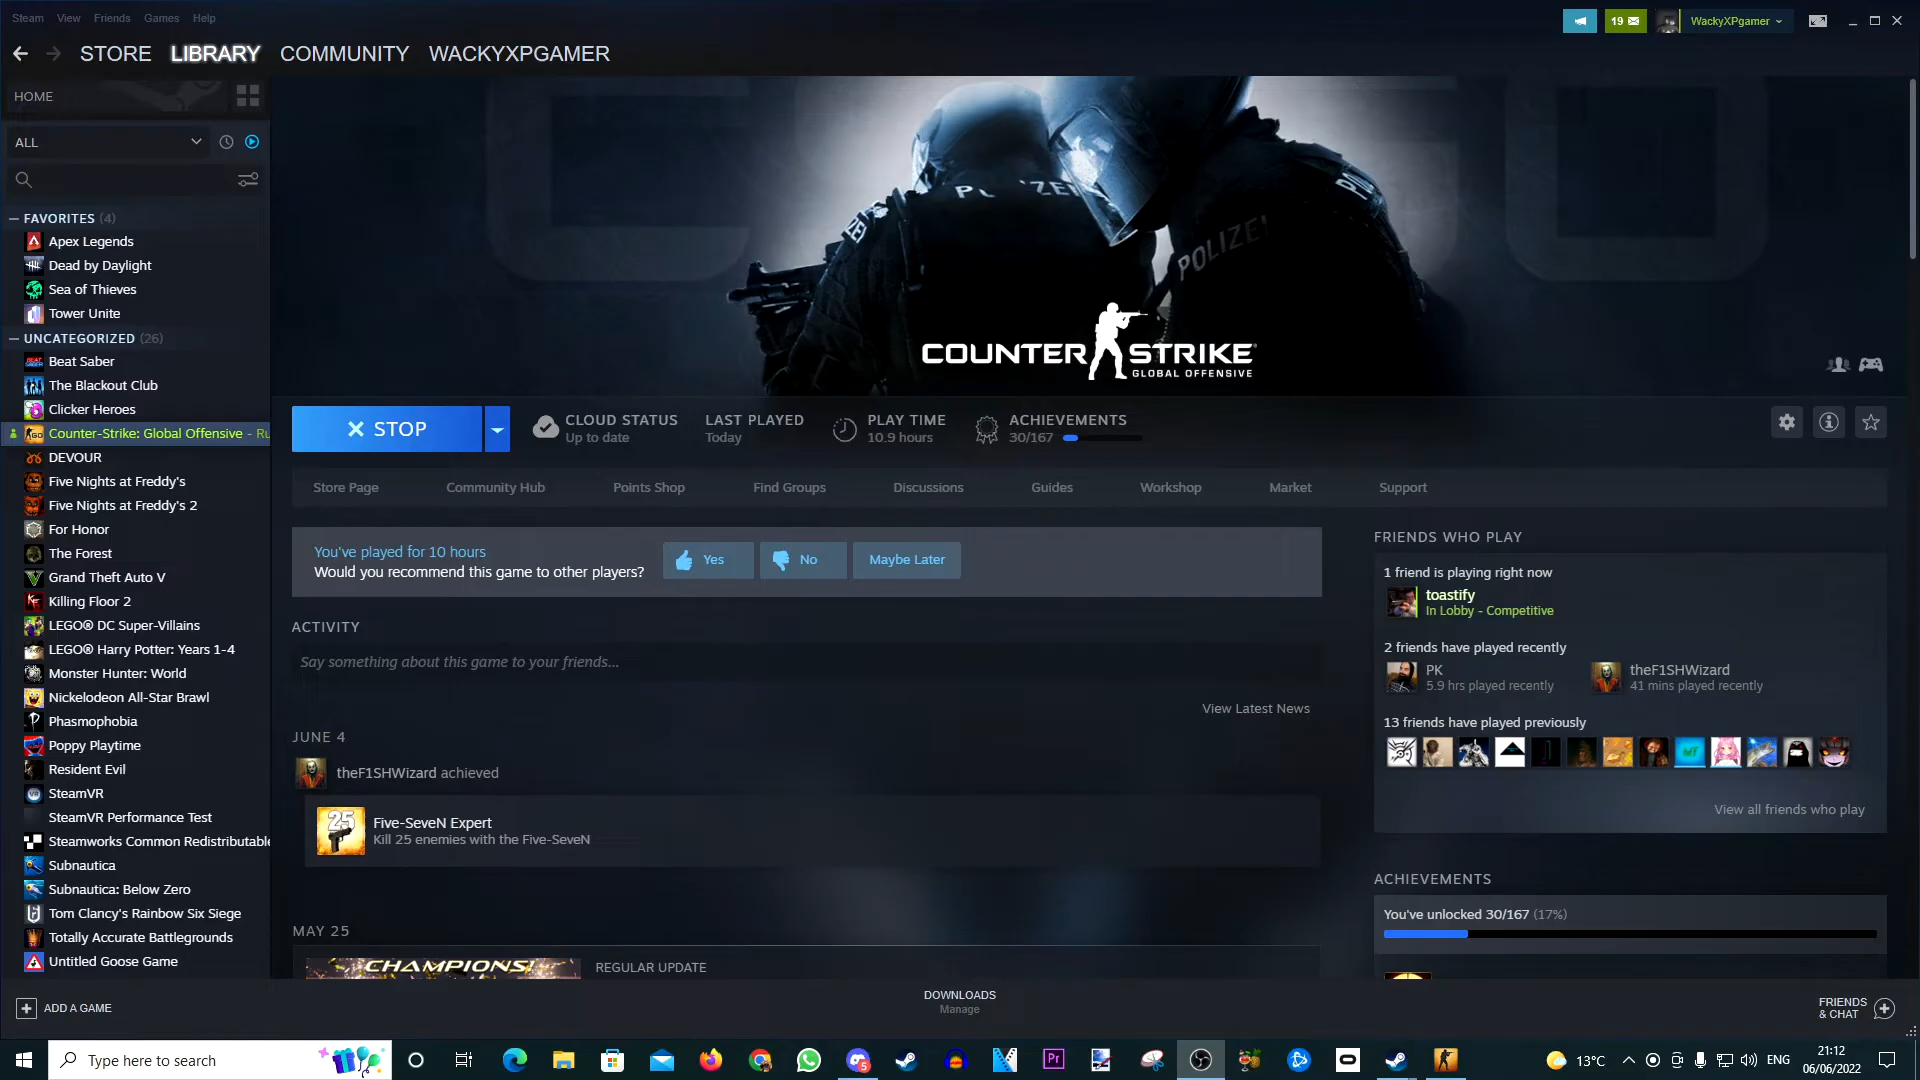 Steam View Friends Games Help
19
WackyXPgamer
STORE LIBRARY COMMUNITY WACKYXPGAMER
HOME
ALL
FAVORITES (4)
Apex Legends
Dead by Daylight
Sea of Thieves
Tower Unite
UNCATEGORIZED (26)
Beat Saber
The Blackout Club
Clicker Heroes
Counter-Strike: Global Offensive - Ru
DEVOUR
Five Nights at Freddy's
Five Nights at Freddy's 2
For Honor
The Forest
Grand Theft Auto V
Killing Floor 2
LEGO® DC Super-Villains
LEGO® Harry Potter: Years 1-4
Monster Hunter: World
Nickelodeon All-Star Brawl
Phasmophobia
Poppy Playtime
Resident Evil
SteamVR
SteamVR Performance Test
Steamworks Common Redistributable
Subnautica
Subnautica: Below Zero
Tom Clancy's Rainbow Six Siege
Totally Accurate Battlegrounds
Untitled Goose Game
ADD A GAME
POLIZEI
COUNTER STRIKE
GLOBAL OFFENSIVE
STOP
CLOUD STATUS
Up to date
LAST PLAYED
Today
PLAY TIME
10.9 hours
ACHIEVEMENTS
30/167
Store Page Community Hub Points Shop Find Groups Discussions Guides Workshop Market Support
You've played for 10 hours
Would you recommend this game to other players?
Yes No Maybe Later
ACTIVITY
Say something about this game to your friends...
View Latest News
JUNE 4
theF1SHWizard achieved
25
Five-SeveN Expert
Kill 25 enemies with the Five-SeveN
MAY 25
CHAMPIONS!
REGULAR UPDATE
FRIENDS WHO PLAY
1 friend is playing right now
toastify
In Lobby - Competitive
2 friends have played recently
PK
5.9 hrs played recently
theF1SHWizard
41 mins played recently
13 friends have played previously
View all friends who play
ACHIEVEMENTS
You've unlocked 30/167 (17%)
DOWNLOADS
Manage
FRIENDS
& CHAT
Type here to search
5
Pr
13°C
ENG
21:12
06/06/2022